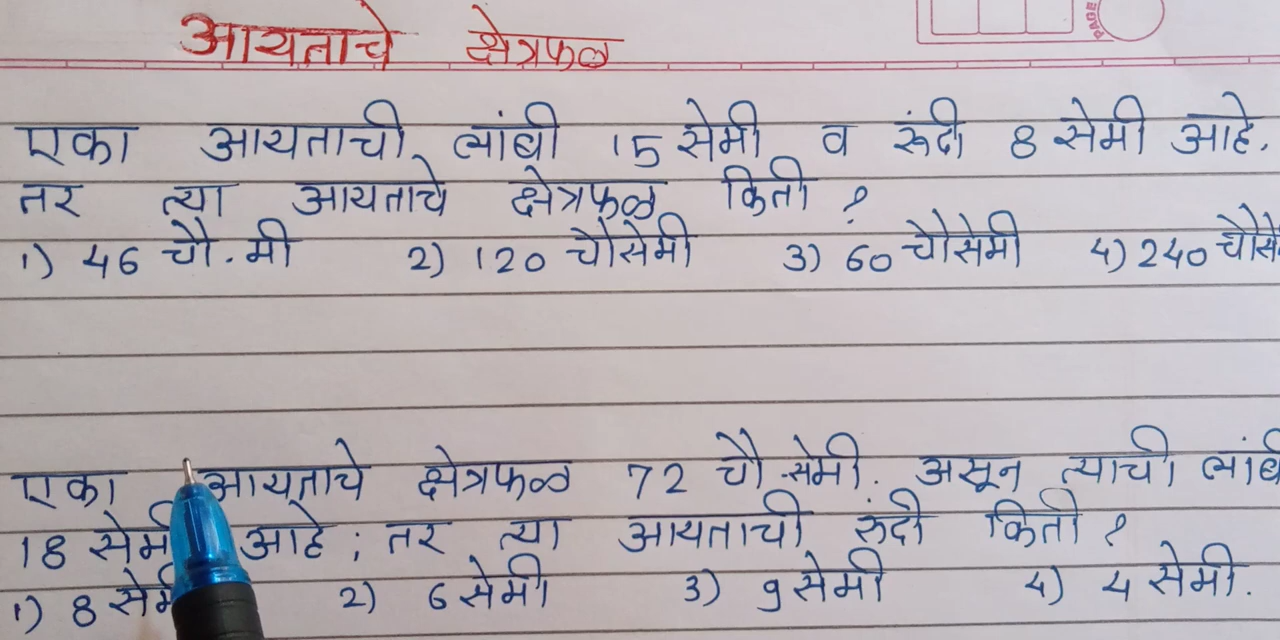 PAGE
आयताचे क्षेत्रफळ
एका आयताची लांबी 15 सेमी व रुंदी 8 सेमी आहे.
तर त्या आयताचे क्षेत्रफळ किती ?
1) 46 चौ. मी 2) 120 चौसेमी 3) 60 चौसेमी 4) 240 चौसे
एका आयताचे क्षेत्रफळ 72 चौ.सेमी. असून त्याची लांबी
18 सेमी आहे ; तर त्या आयताची रुंदी किती ?
1) 8 सेमी 2) 6 सेमी 3) 9 सेमी 4) 4 सेमी.